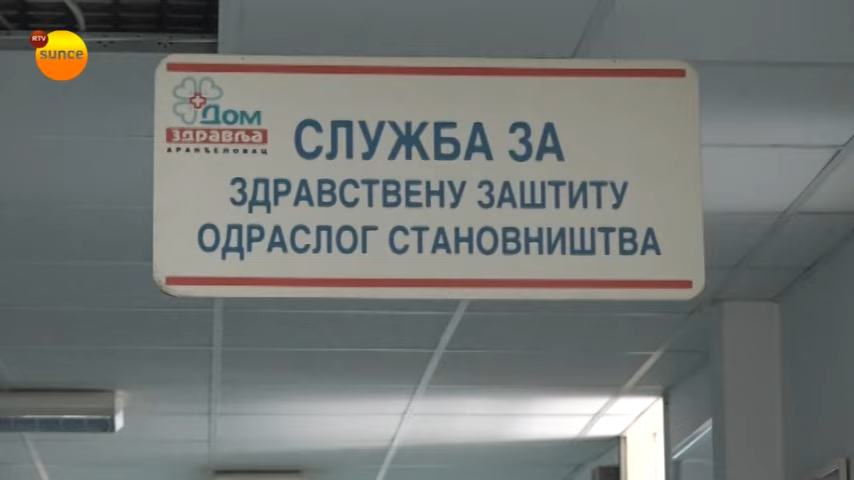 RTV
sunce
Дом
здравља
АРАНЂЕЛОВАЦ
СЛУЖБА ЗА
ЗДРАВСТВЕНУ ЗАШТИТУ
ОДРАСЛОГ СТАНОВНИШТВА